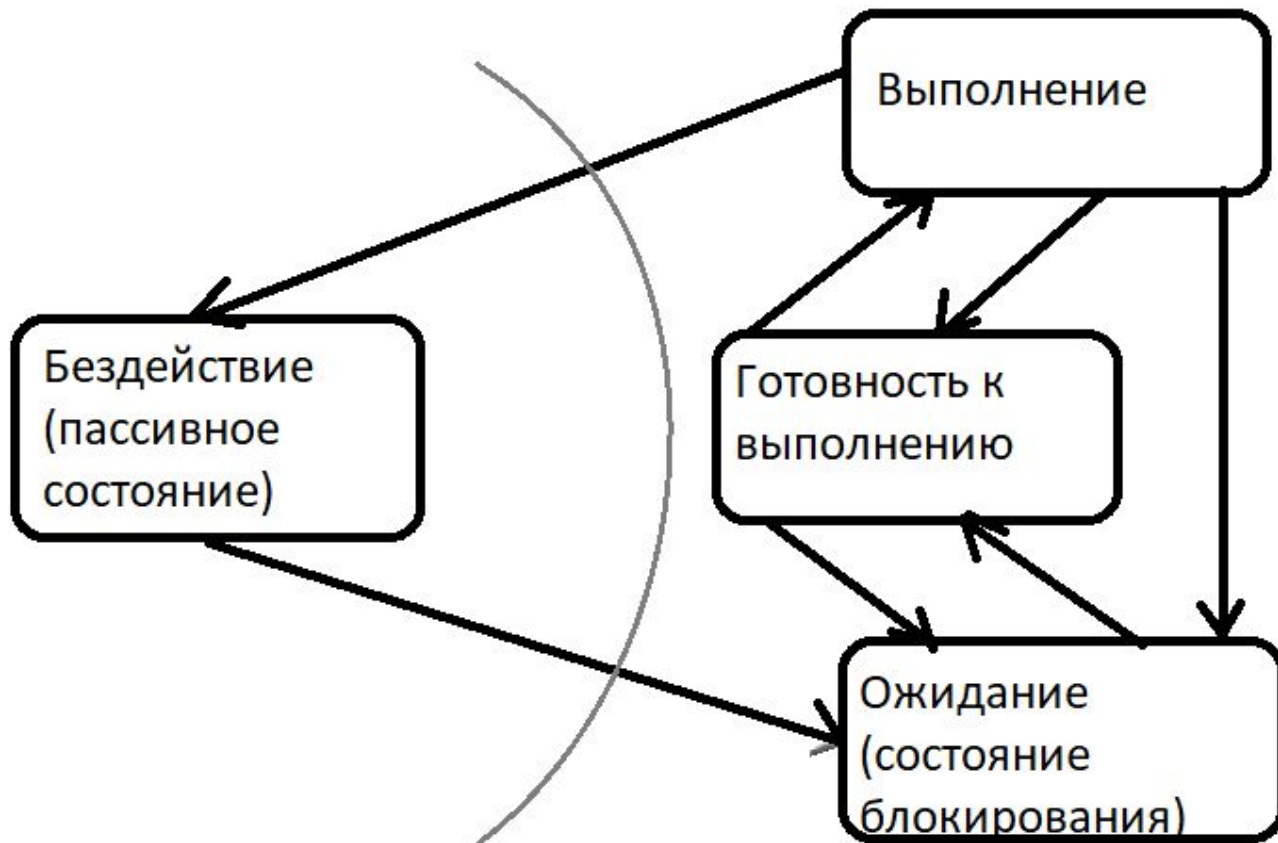 Выполнение
Бездействие
(пассивное
состояние)
Готовность к
выполнению
Ожидание
(состояние
блокирования)